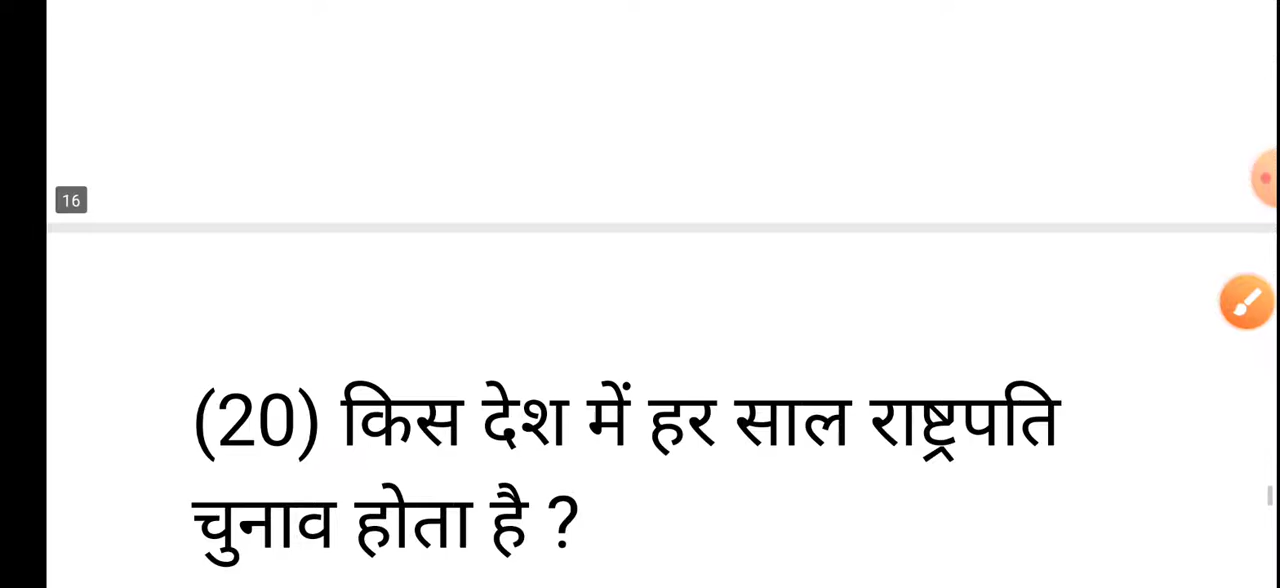 16
(20) किस देश में हर साल राष्ट्रपति
चुनाव होता है ?